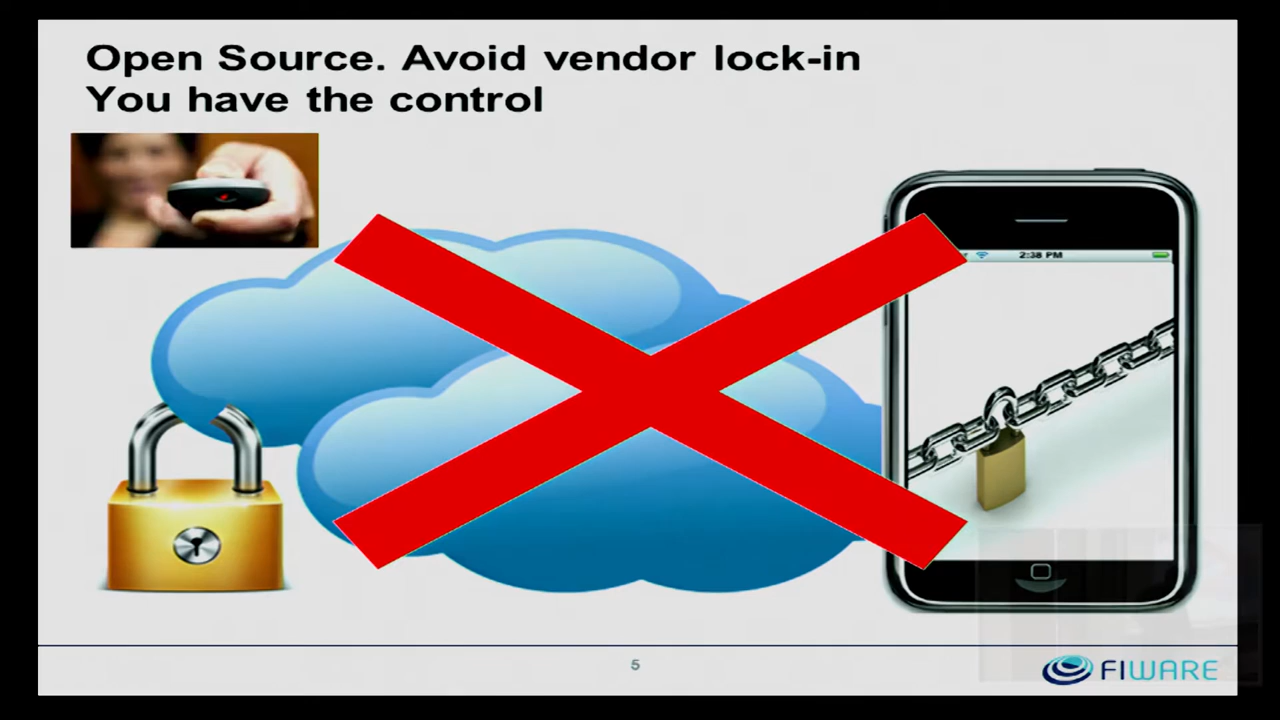 Open Source. Avoid vendor lock-in
You have the control
2:38 PM
5
FIWARE